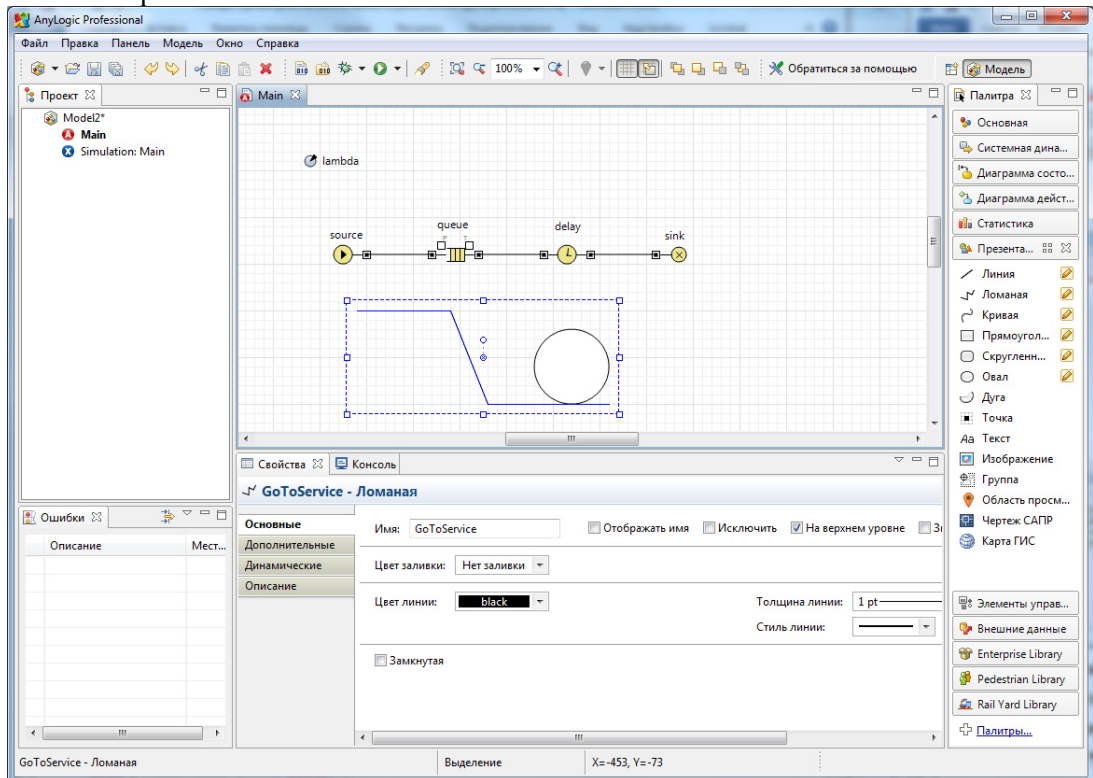 AnyLogic Professional
Файл Правка Панель Модель Окно Справка
100% Обратиться за помощью Модель
Проект
Model2*
Main
Simulation: Main
Main
lambda
source
queue
delay
sink
Палитра
Основная
Системная дина...
Диаграмма состо...
Диаграмма дейст...
Статистика
Презента...
Линия
Ломаная
Кривая
Прямоугол...
Скругленн...
Овал
Дуга
Точка
Aa Текст
Изображение
Группа
Область просм...
Чертеж САПР
Карта ГИС
Элементы управ...
Внешние данные
Enterprise Library
Pedestrian Library
Rail Yard Library
Палитры...
Ошибки
Описание Мест...
Свойства Консоль
GoToService - Ломаная
Основные
Дополнительные
Динамические
Описание
Имя: GoToService Отображать имя Исключить На верхнем уровне
Цвет заливки: Нет заливки
Цвет линии: black Толщина линии: 1 pt
Стиль линии:
Замкнутая
GoToService - Ломаная Выделение X=-453, Y=-73